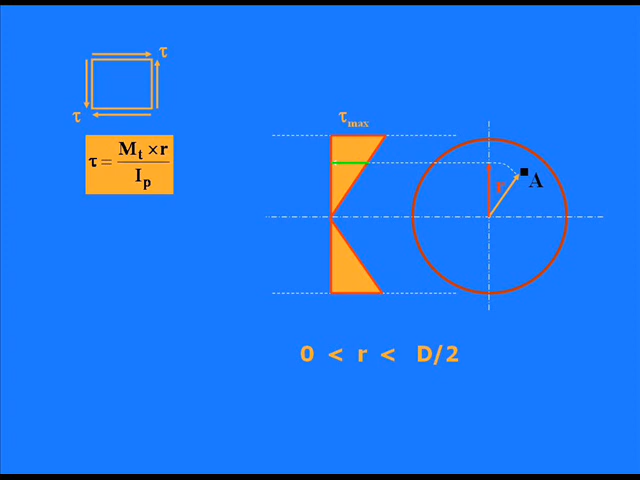 τ
τ
τ = Mt × r / Ip
τmax
r
A
0 < r < D/2